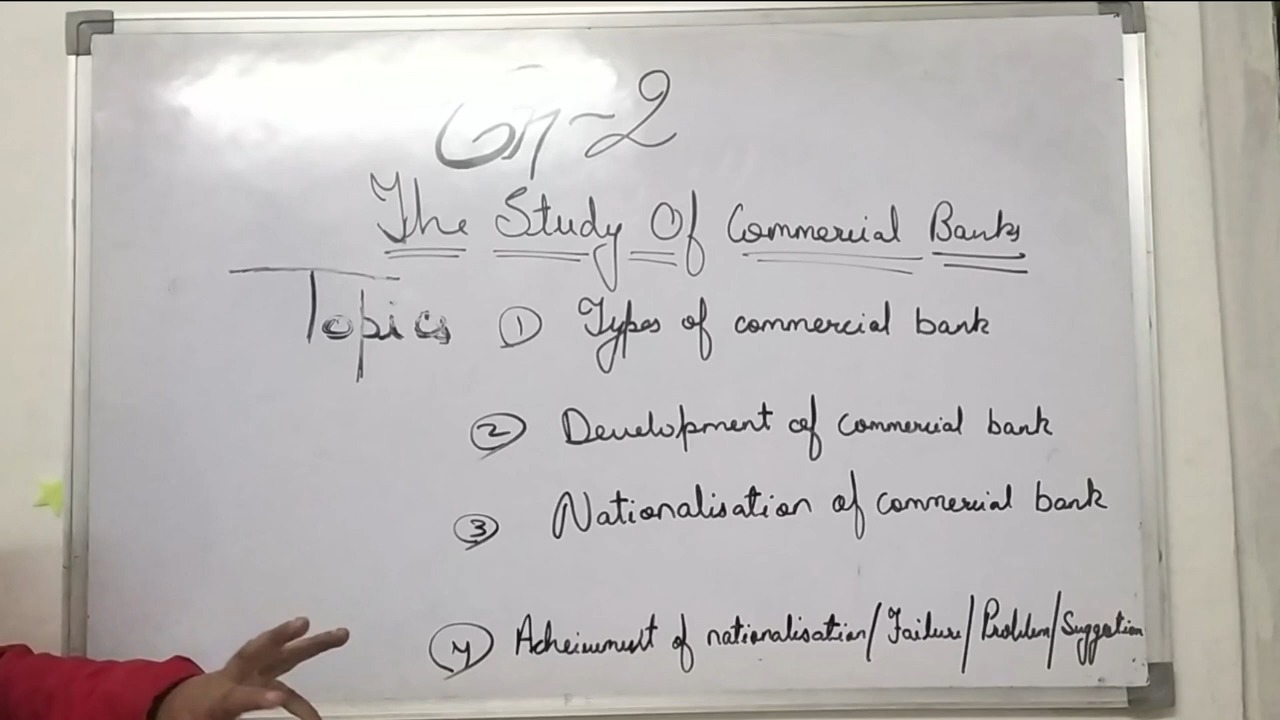 Ch-2
The Study Of Commercial Banks
Topics ① Types of commercial bank
② Development of commercial bank
③ Nationalisation of commercial bank
④ Acheivement of nationalisation/Failure/Problem/Suggestion